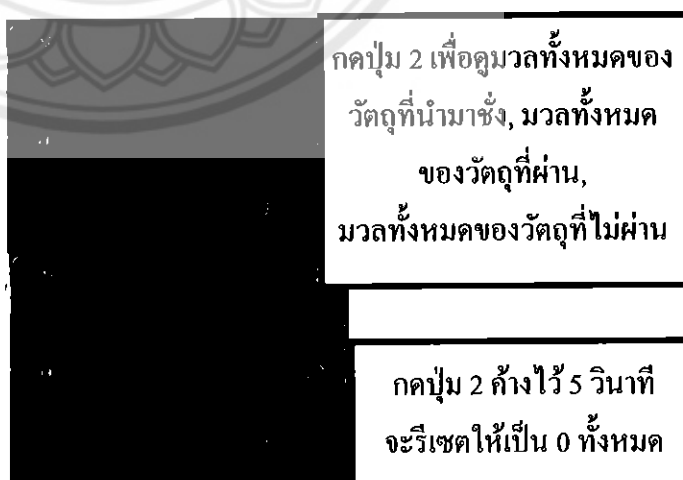 กดปุ่ม 2 เพื่อดูมวลทั้งหมดของ
วัตถุที่นำมาชั่ง, มวลทั้งหมด
ของวัตถุที่ผ่าน,
มวลทั้งหมดของวัตถุที่ไม่ผ่าน
กดปุ่ม 2 ค้างไว้ 5 วินาที
จะรีเซตให้เป็น 0 ทั้งหมด